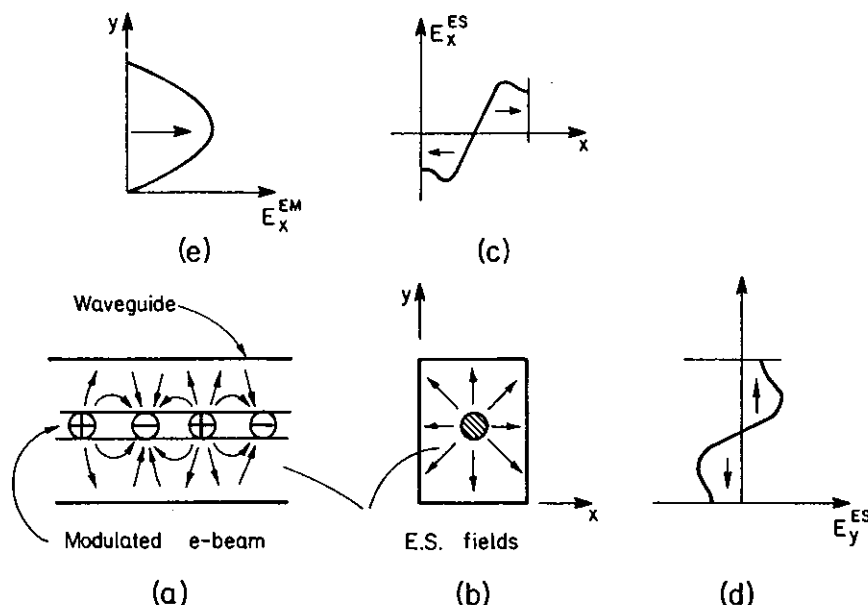 y
E_x^EM
(e)
E_x^ES
x
(c)
Waveguide
+ − + −
Modulated e-beam
(a)
y
x
E.S. fields
(b)
E_y^ES
(d)